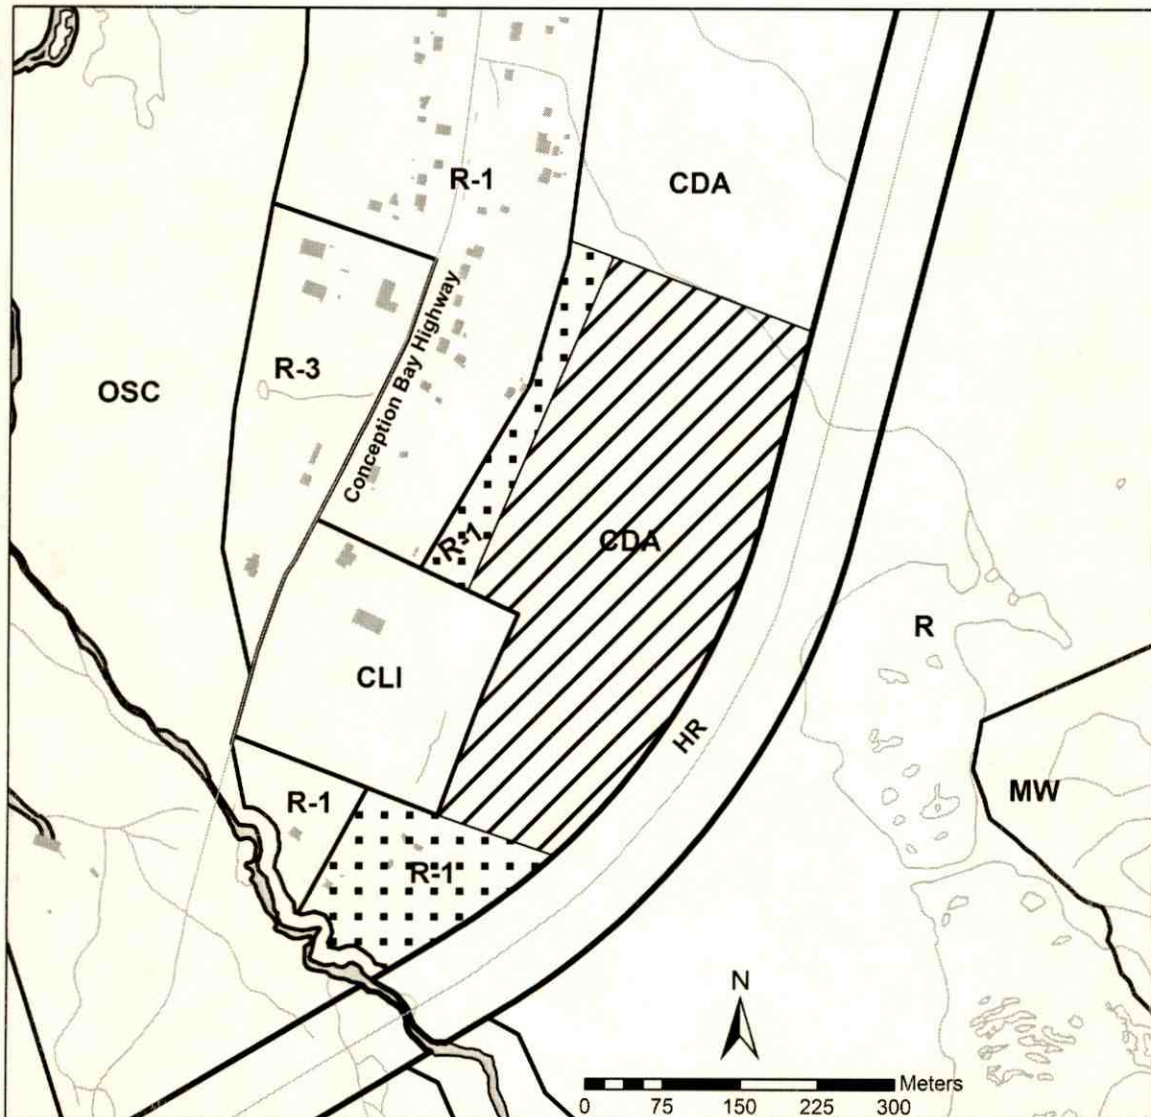 R-1
CDA
R-3
OSC
Conception Bay Highway
R-1
CDA
R
CLI
HR
MW
R-1
R-1
N
Meters
0 75 150 225 300